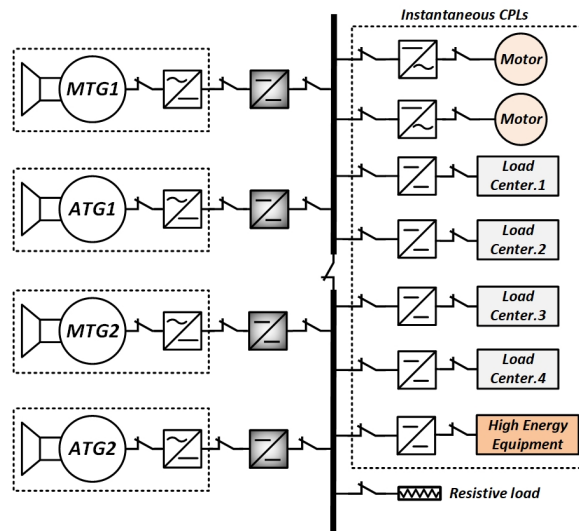 Instantaneous CPLs
MTG1
ATG1
MTG2
ATG2
Motor
Motor
Load
Center.1
Load
Center.2
Load
Center.3
Load
Center.4
High Energy
Equipment
Resistive load